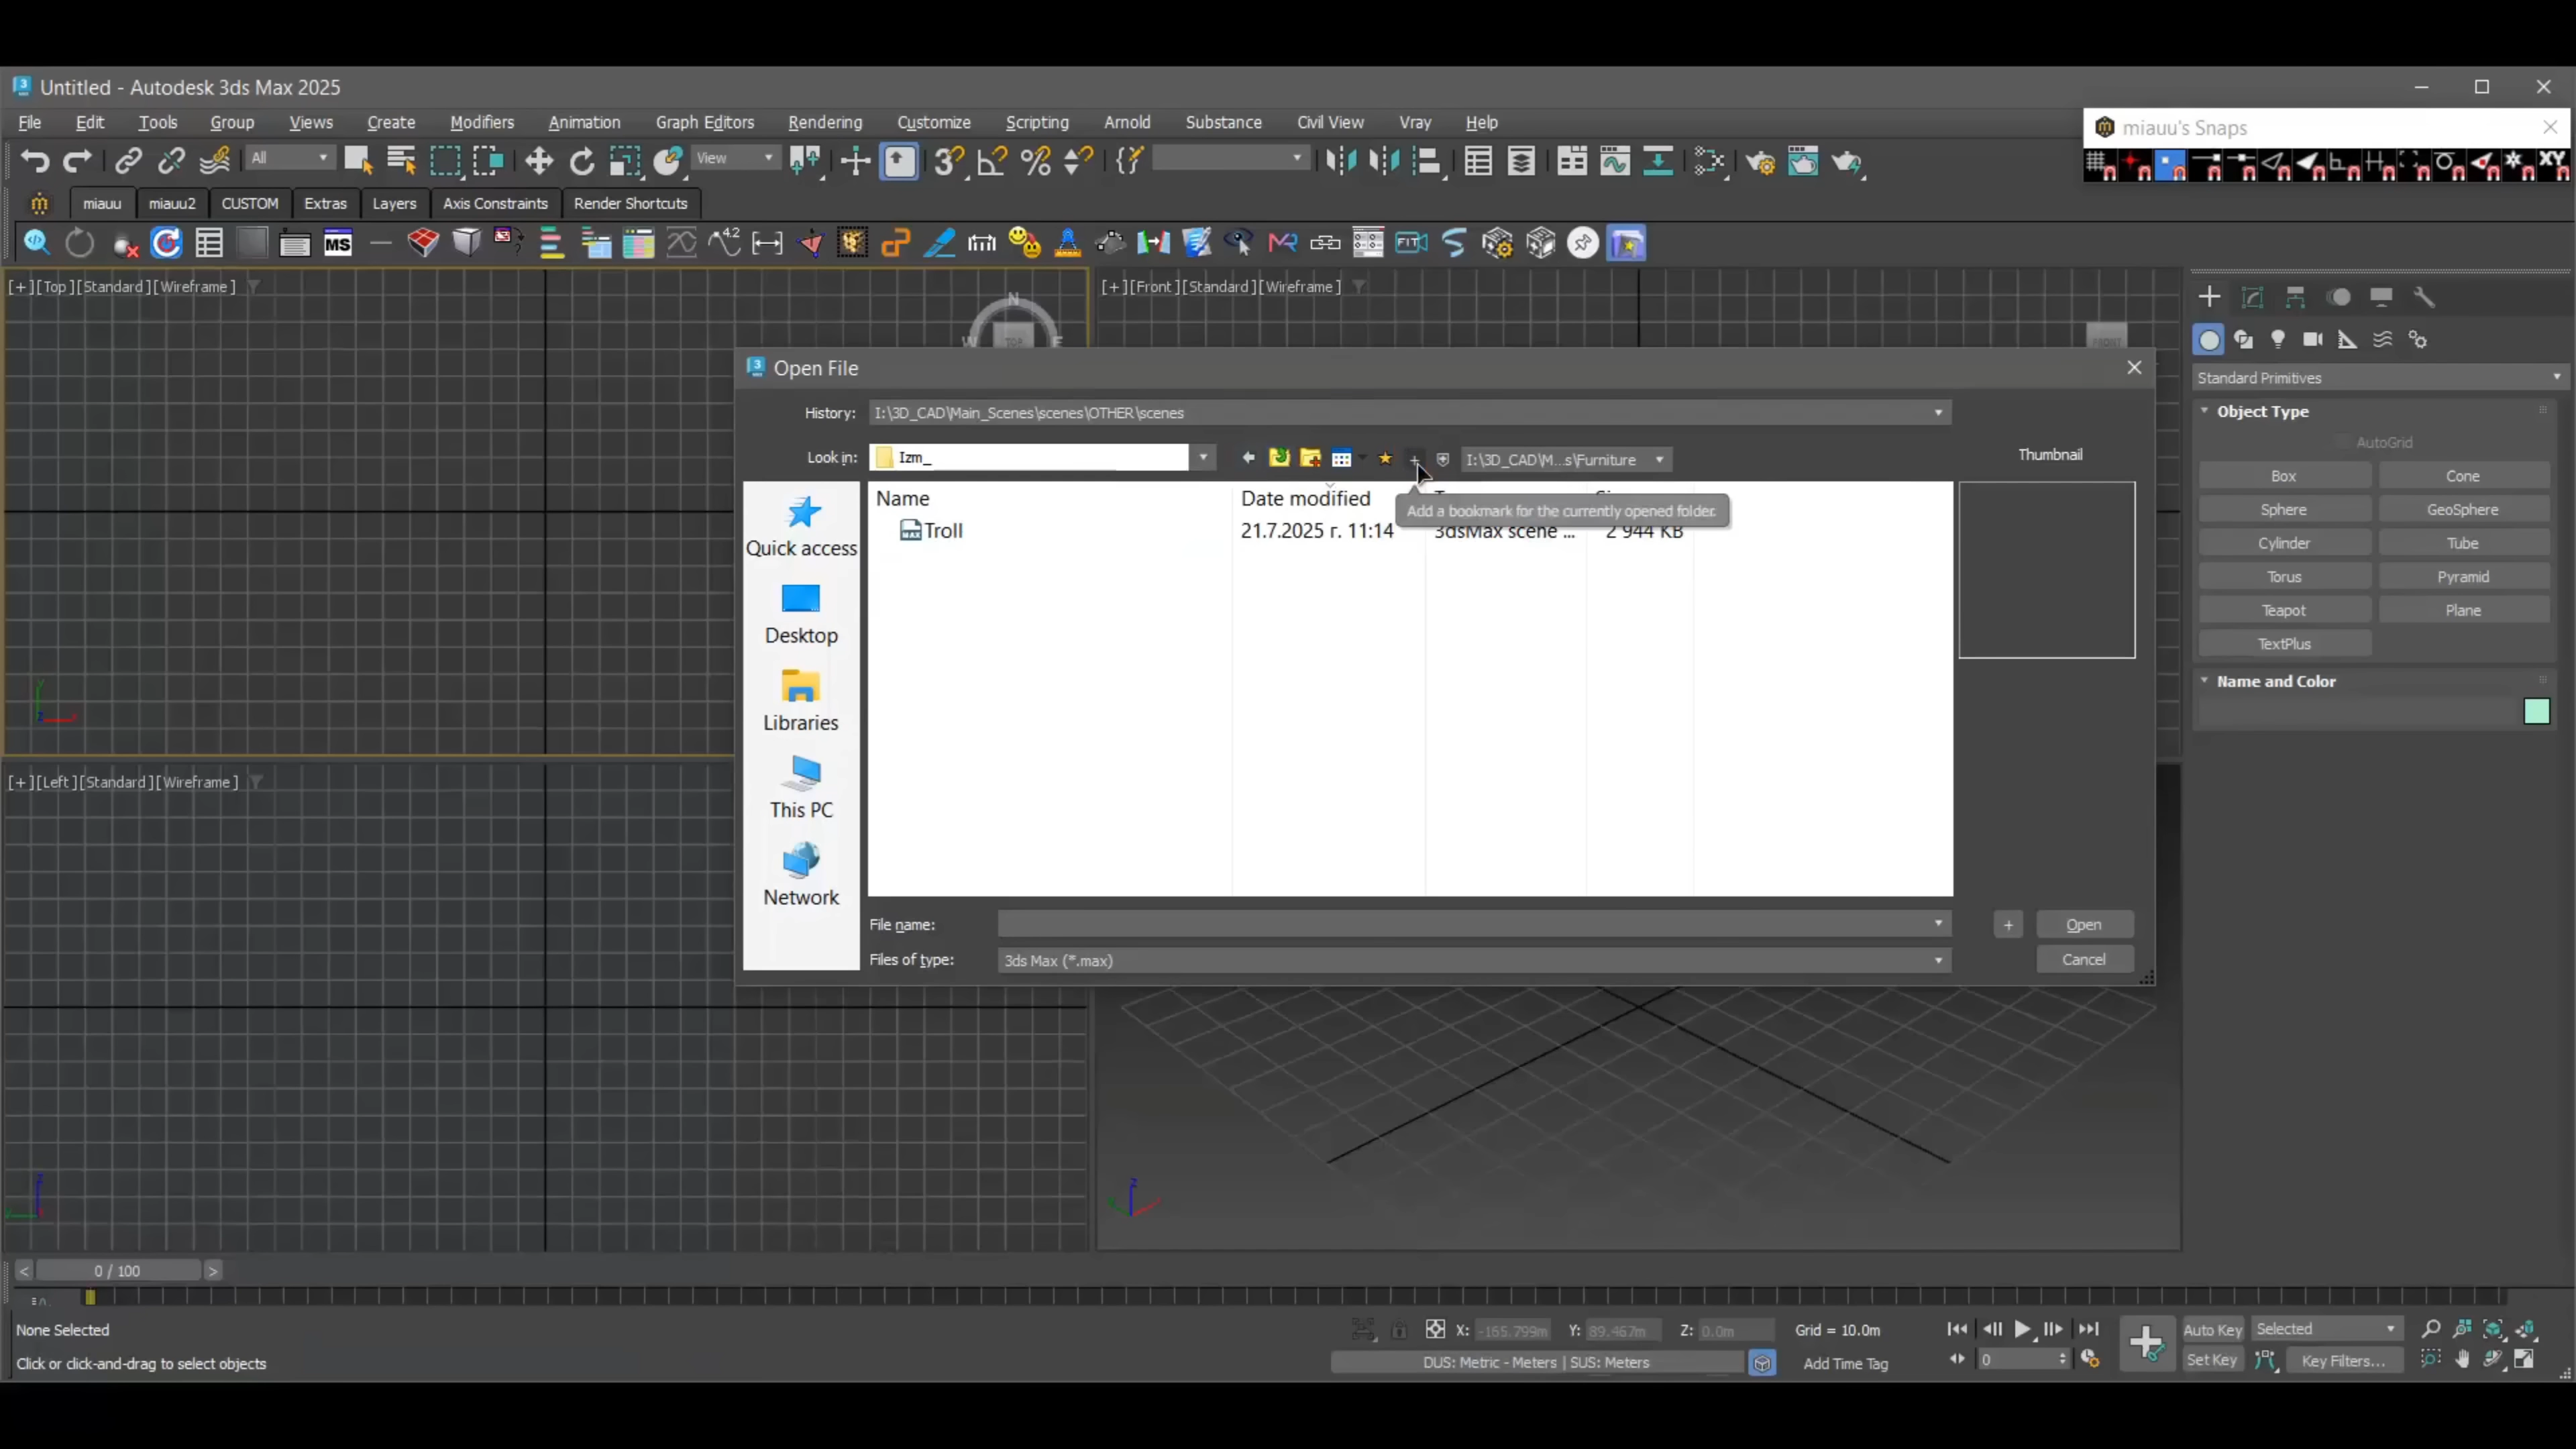 Untitled - Autodesk 3ds Max 2025
File Edit Tools Group Views Create Modifiers Animation Graph Editors Rendering Customize Scripting Arnold Substance Civil View Vray Help
miauu's Snaps
All View
XY
miauu miauu2 CUSTOM Extras Layers Axis Constraints Render Shortcuts
MS 4.2 FIT
[+][Top][Standard][Wireframe]
[+][Front][Standard][Wireframe]
N
W TOP E
FRONT
Open File
History: I:\3D_CAD\Main_Scenes\scenes\OTHER\scenes
Look in: Izm_
I:\3D_CAD\M...s\Furniture
Thumbnail
Name Date modified
Add a bookmark for the currently opened folder.
Troll 21.7.2025 г. 11:14 3dsMax scene ... 2 944 KB
Quick access
Desktop
Libraries
This PC
Network
File name:
+ Open
Files of type: 3ds Max (*.max)
Cancel
Standard Primitives
Object Type
AutoGrid
Box Cone
Sphere GeoSphere
Cylinder Tube
Torus Pyramid
Teapot Plane
TextPlus
Name and Color
[+][Left][Standard][Wireframe]
< 0 / 100 >
None Selected
X: -165.799m Y: 89.467m Z: 0.0m Grid = 10.0m
Auto Key Selected
Click or click-and-drag to select objects
DUS: Metric - Meters | SUS: Meters
Add Time Tag
0
Set Key Key Filters...